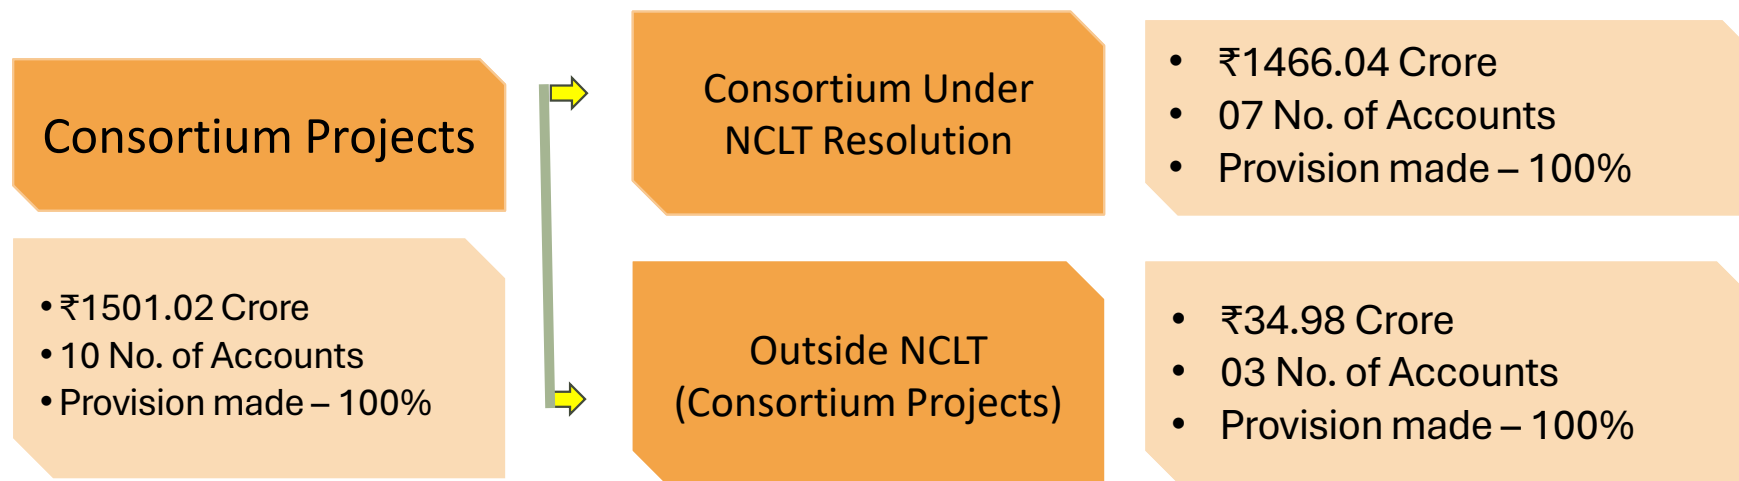 Consortium Projects
• ₹1501.02 Crore
• 10 No. of Accounts
• Provision made – 100%
Consortium Under
NCLT Resolution
• ₹1466.04 Crore
• 07 No. of Accounts
• Provision made – 100%
Outside NCLT
(Consortium Projects)
• ₹34.98 Crore
• 03 No. of Accounts
• Provision made – 100%